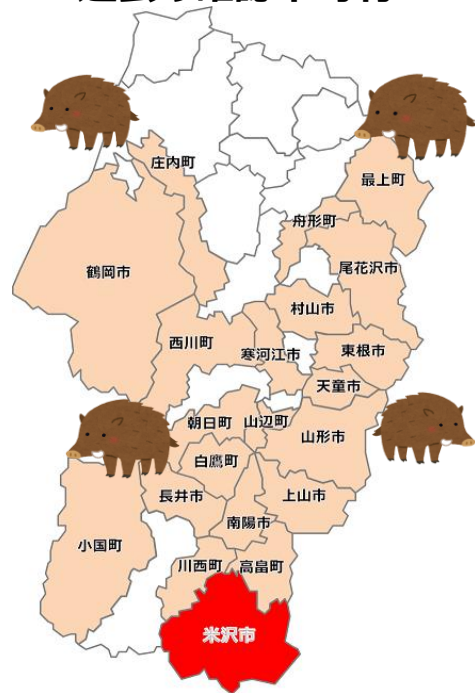 庄内町
最上町
舟形町
鶴岡市
尾花沢市
村山市
西川町
寒河江市
東根市
天童市
朝日町
山辺町
山形市
白鷹町
長井市
上山市
南陽市
小国町
川西町
高畠町
米沢市